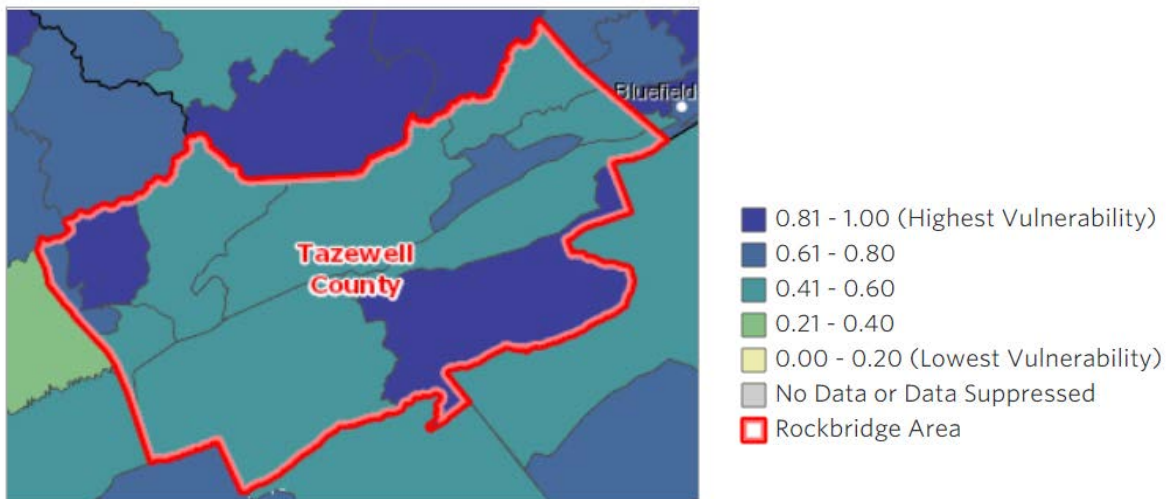 Bluefield
Tazewell
County
0.81 - 1.00 (Highest Vulnerability)
0.61 - 0.80
0.41 - 0.60
0.21 - 0.40
0.00 - 0.20 (Lowest Vulnerability)
No Data or Data Suppressed
Rockbridge Area